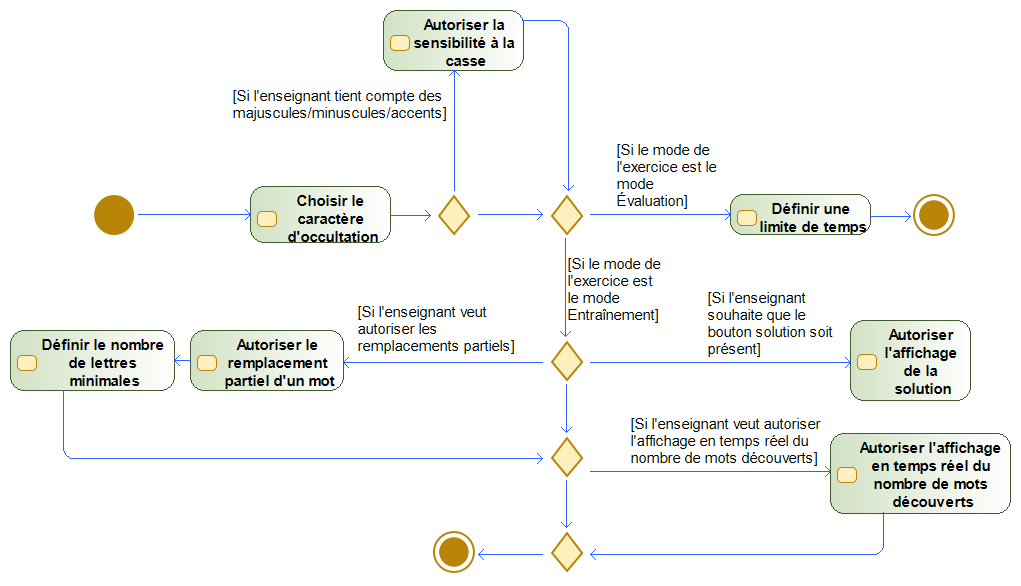 Autoriser la
sensibilité à la
casse
[Si l'enseignant tient compte des
majuscules/minuscules/accents]
[Si le mode de
l'exercice est le
mode
Évaluation]
Choisir le
caractère
d'occultation
Définir une
limite de temps
[Si le mode de
l'exercice est
le mode
Entraînement]
[Si l'enseignant veut
autoriser les
remplacements partiels]
[Si l'enseignant
souhaite que le
bouton solution soit
présent]
Définir le nombre
de lettres
minimales
Autoriser le
remplacement
partiel d'un mot
Autoriser
l'affichage
de la
solution
[Si l'enseignant veut autoriser
l'affichage en temps réel du
nombre de mots découverts]
Autoriser l'affichage
en temps réel du
nombre de mots
découverts